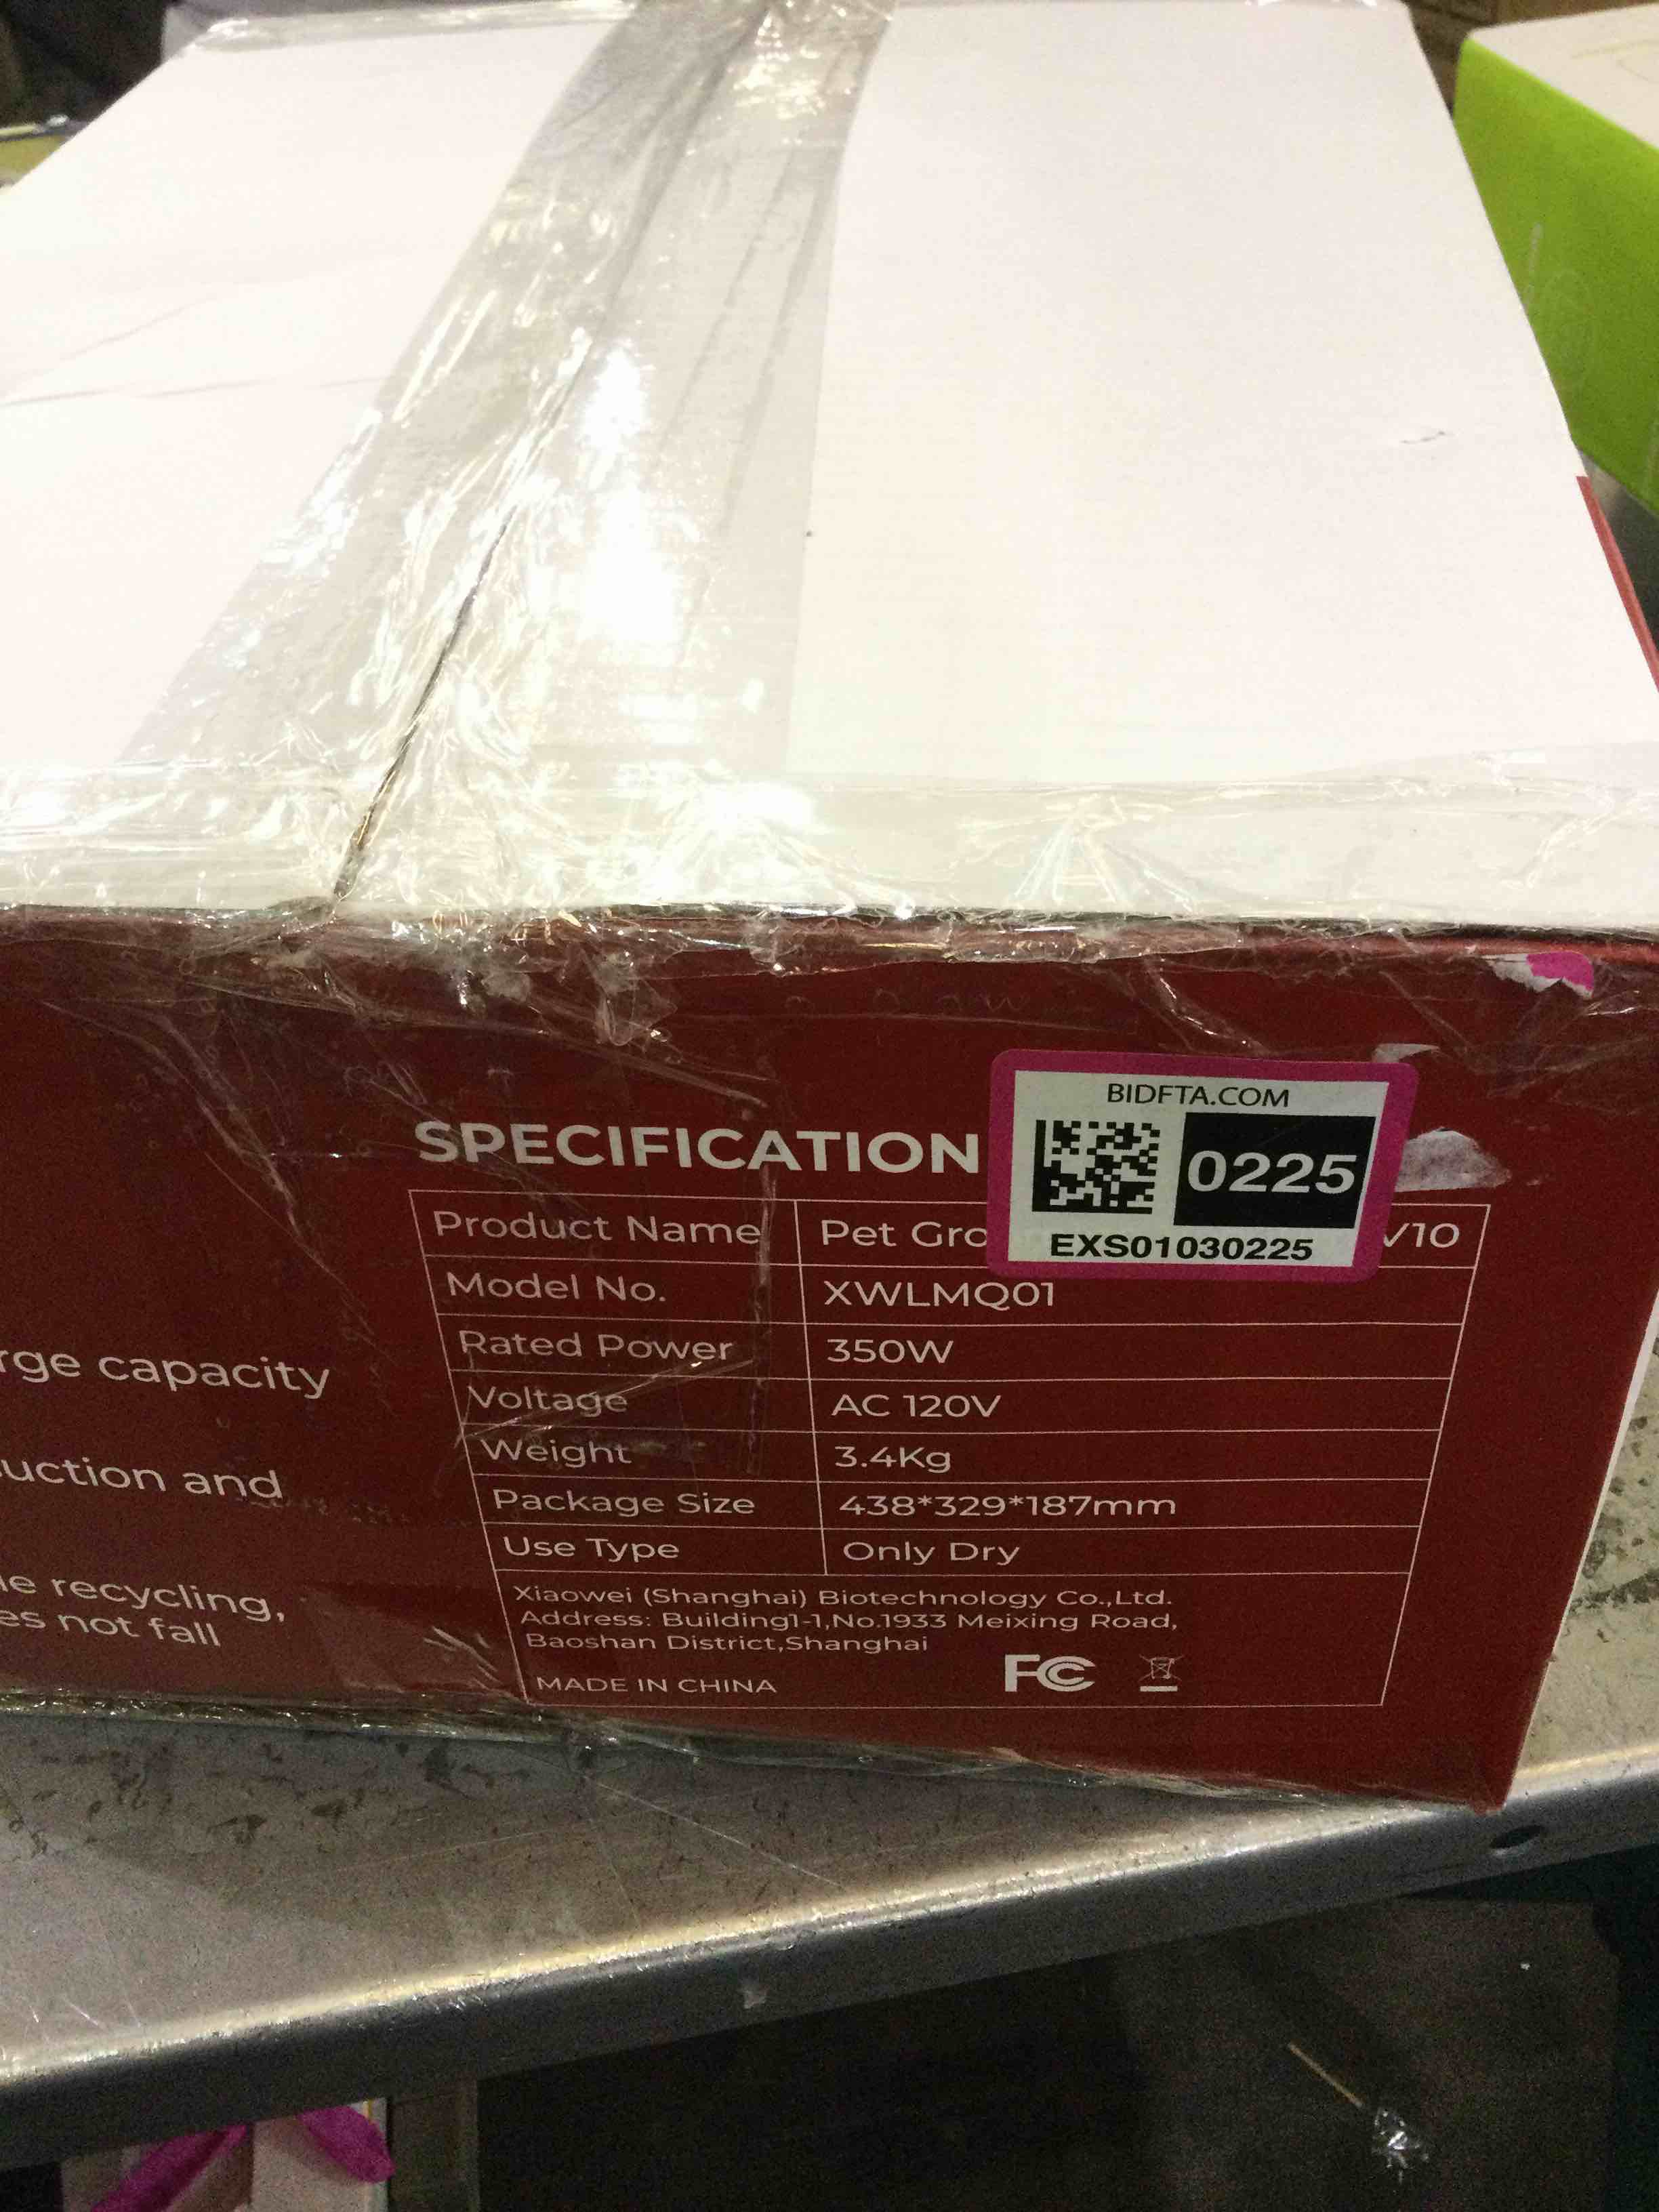 BIDFTA.COM
0225
EXS01030225
SPECIFICATION
Product Name Pet Gro V10
Model No. XWLMQ01
Rated Power 350W
Voltage AC 120V
Weight 3.4Kg
Package Size 438*329*187mm
Use Type Only Dry
Xiaowei (Shanghai) Biotechnology Co.,Ltd.
Address: Building1-1,No.1933 Meixing Road,
Baoshan District,Shanghai
MADE IN CHINA
FC
rge capacity
uction and
le recycling,
es not fall